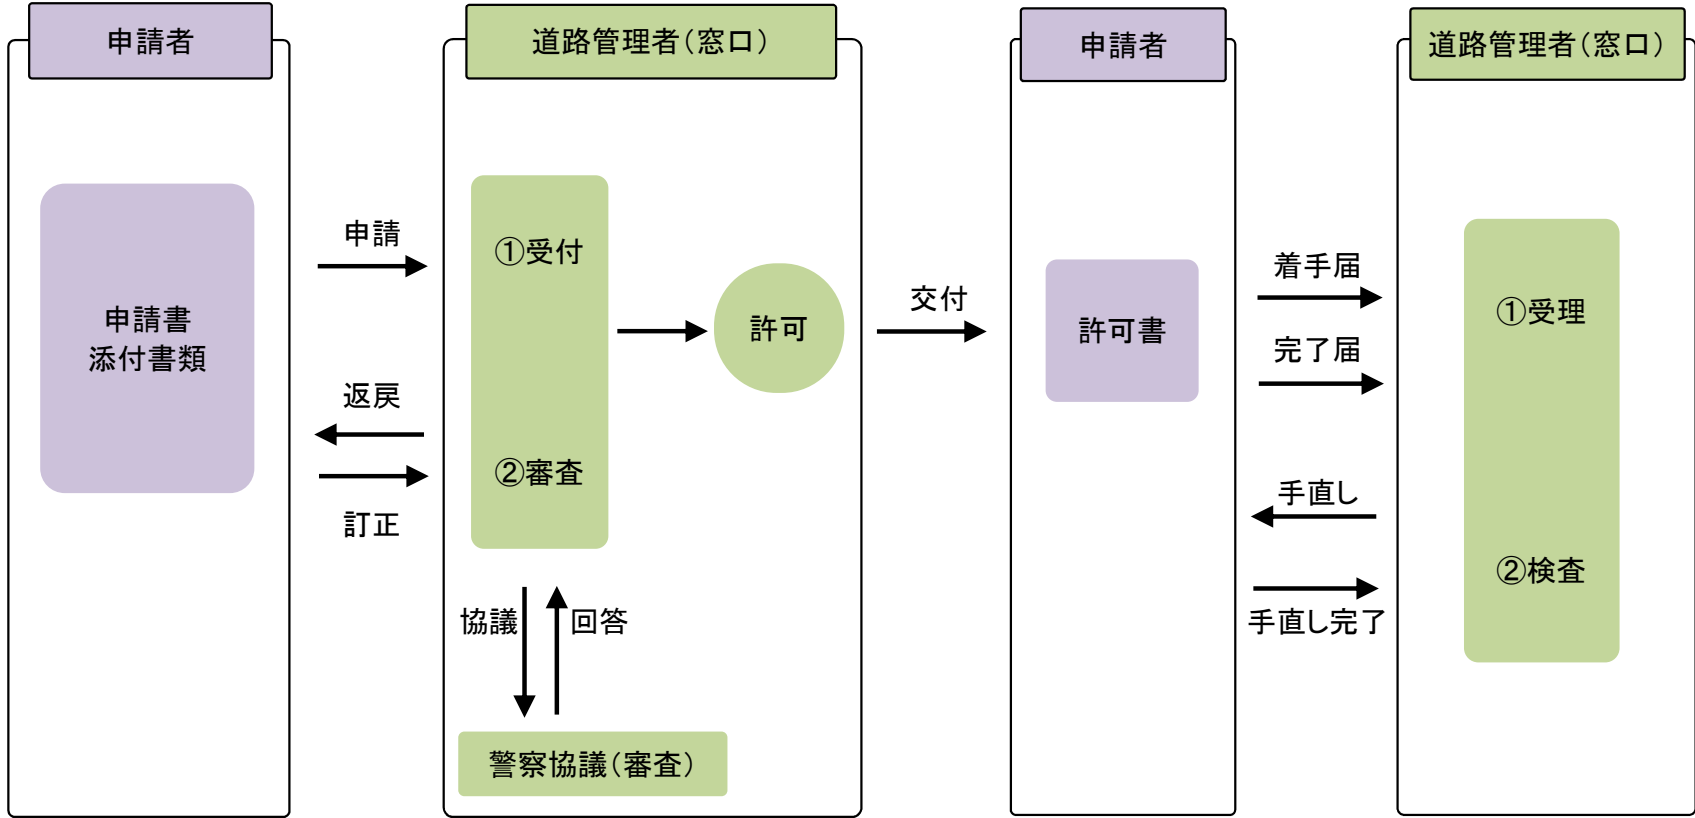 申請者
申請書
添付書類
申請
返戻
訂正
道路管理者（窓口）
①受付
②審査
許可
協議
回答
警察協議（審査）
交付
申請者
許可書
着手届
完了届
手直し
手直し完了
道路管理者（窓口）
①受理
②検査